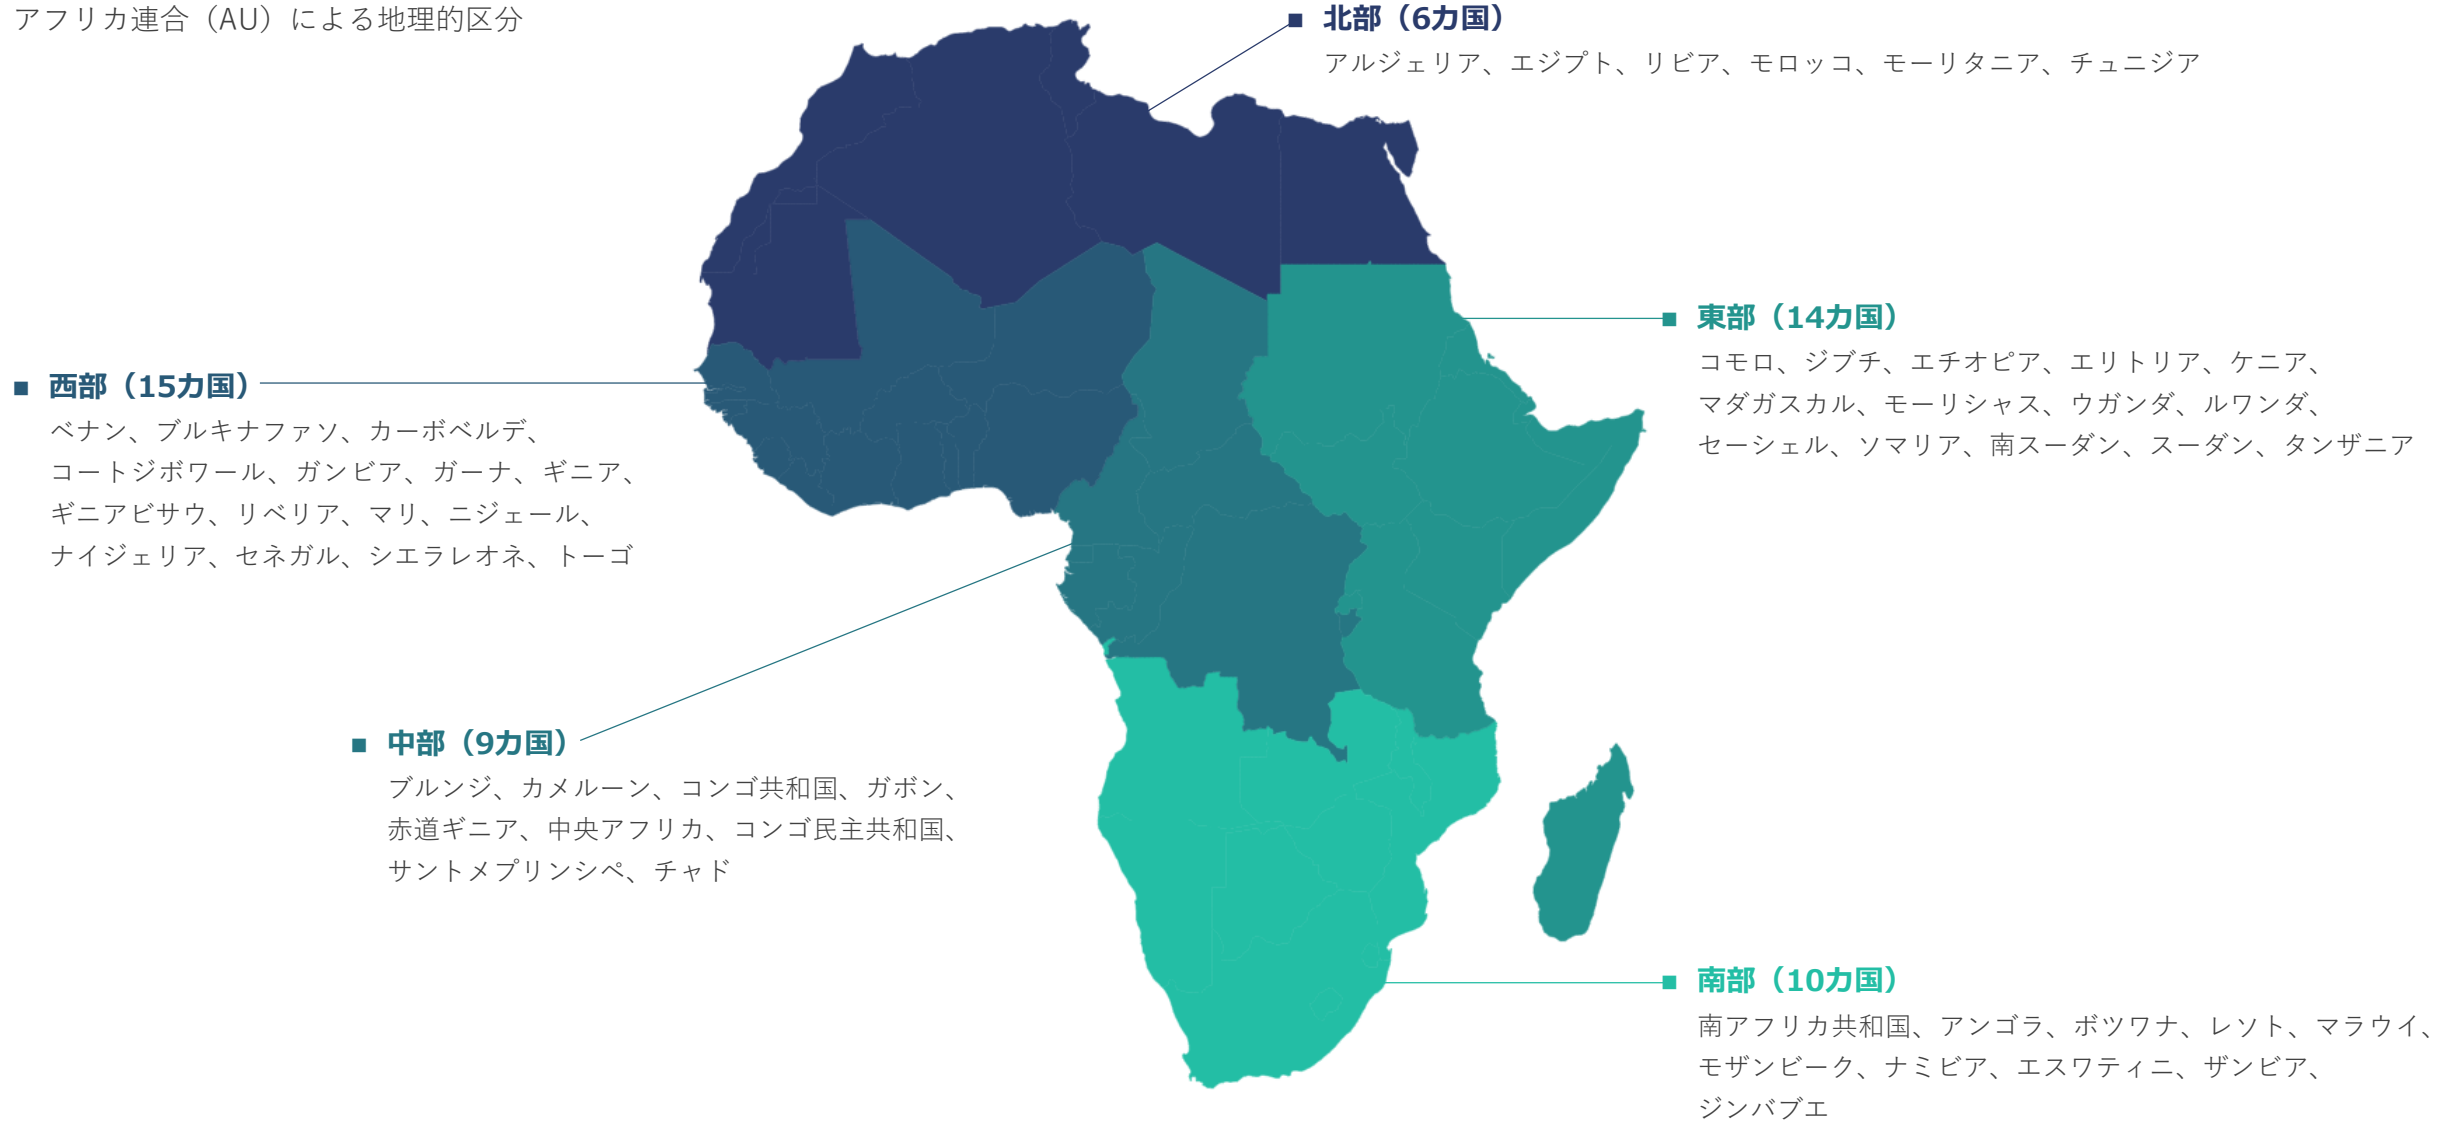 アフリカ連合（AU）による地理的区分
■ 北部（6カ国）
アルジェリア、エジプト、リビア、モロッコ、モーリタニア、チュニジア
■ 東部（14カ国）
コモロ、ジブチ、エチオピア、エリトリア、ケニア、
マダガスカル、モーリシャス、ウガンダ、ルワンダ、
セーシェル、ソマリア、南スーダン、スーダン、タンザニア
■ 西部（15カ国）
ベナン、ブルキナファソ、カーボベルデ、
コートジボワール、ガンビア、ガーナ、ギニア、
ギニアビサウ、リベリア、マリ、ニジェール、
ナイジェリア、セネガル、シエラレオネ、トーゴ
■ 中部（9カ国）
ブルンジ、カメルーン、コンゴ共和国、ガボン、
赤道ギニア、中央アフリカ、コンゴ民主共和国、
サントメプリンシペ、チャド
■ 南部（10カ国）
南アフリカ共和国、アンゴラ、ボツワナ、レソト、マラウイ、
モザンビーク、ナミビア、エスワティニ、ザンビア、
ジンバブエ